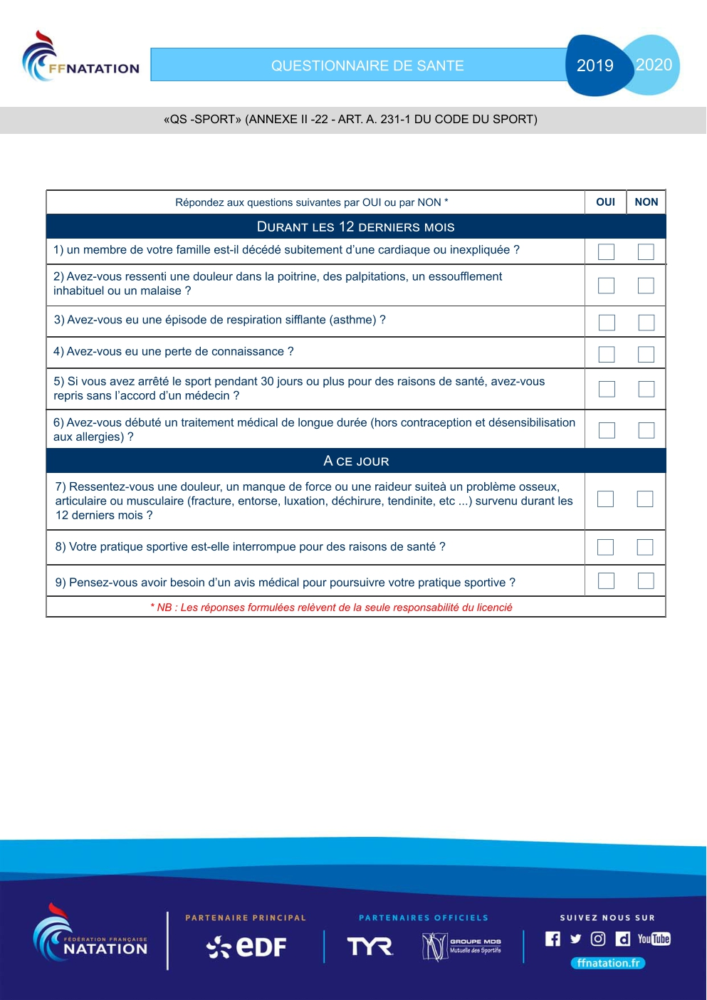 FFNATATION
QUESTIONNAIRE DE SANTE
2019
2020
«QS -SPORT» (ANNEXE II -22 - ART. A. 231-1 DU CODE DU SPORT)
Répondez aux questions suivantes par OUI ou par NON *
OUI
NON
DURANT LES 12 DERNIERS MOIS
1) un membre de votre famille est-il décédé subitement d’une cardiaque ou inexpliquée ?
2) Avez-vous ressenti une douleur dans la poitrine, des palpitations, un essoufflement
inhabituel ou un malaise ?
3) Avez-vous eu une épisode de respiration sifflante (asthme) ?
4) Avez-vous eu une perte de connaissance ?
5) Si vous avez arrêté le sport pendant 30 jours ou plus pour des raisons de santé, avez-vous
repris sans l’accord d’un médecin ?
6) Avez-vous débuté un traitement médical de longue durée (hors contraception et désensibilisation
aux allergies) ?
A CE JOUR
7) Ressentez-vous une douleur, un manque de force ou une raideur suiteà un problème osseux,
articulaire ou musculaire (fracture, entorse, luxation, déchirure, tendinite, etc ...) survenu durant les
12 derniers mois ?
8) Votre pratique sportive est-elle interrompue pour des raisons de santé ?
9) Pensez-vous avoir besoin d’un avis médical pour poursuivre votre pratique sportive ?
* NB : Les réponses formulées relèvent de la seule responsabilité du licencié
FÉDÉRATION FRANÇAISE
NATATION
PARTENAIRE PRINCIPAL
eDF
PARTENAIRES OFFICIELS
TYR
GROUPE MDS
Mutuelle des Sportifs
SUIVEZ NOUS SUR
YouTube
ffnatation.fr